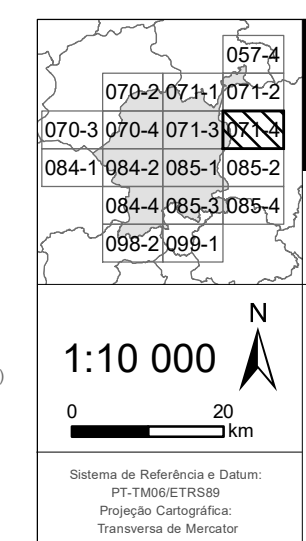 057-4
070-2 071-1 071-2
070-3 070-4 071-3 071-4
084-1 084-2 085-1 085-2
084-4 085-3 085-4
098-2 099-1
N
1:10 000
0 20
km
)
Sistema de Referência e Datum:
PT-TM06/ETRS89
Projeção Cartográfica:
Transversa de Mercator